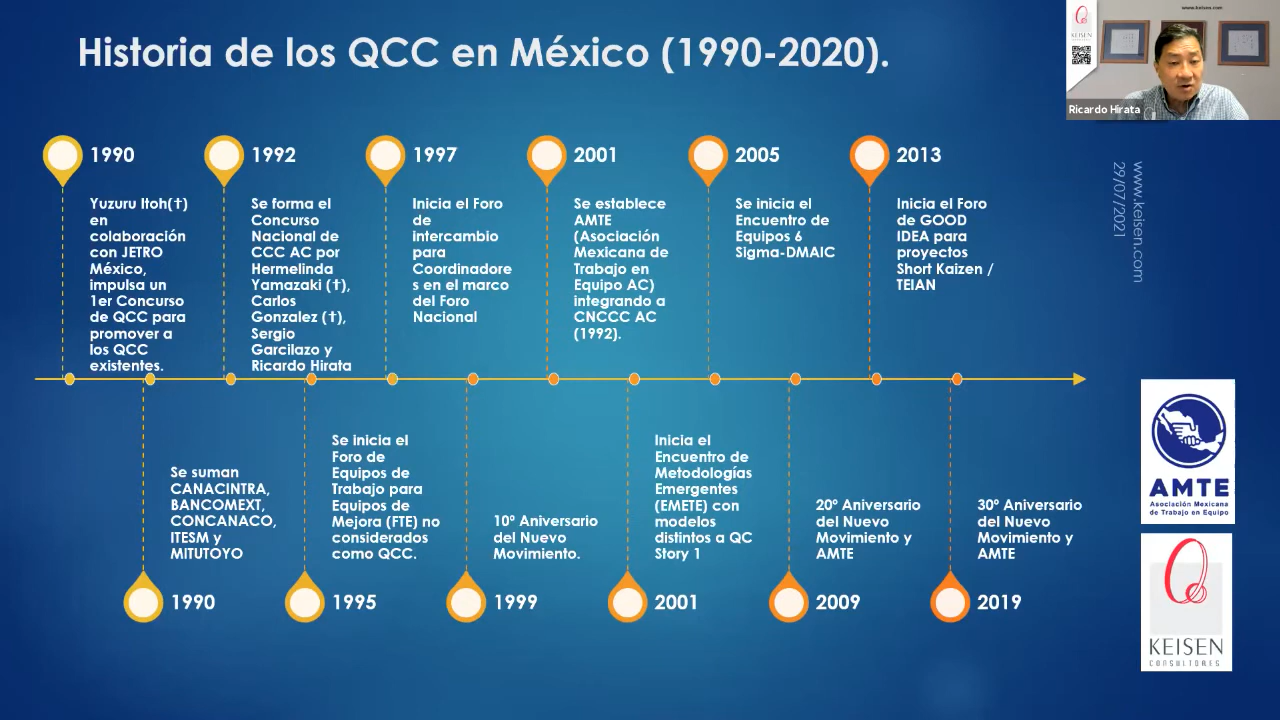 Historia de los QCC en México (1990-2020).
www.keisen.com
KEISEN
Ricardo Hirata
1990
Yuzuru Itoh(†)
en
colaboración
con JETRO
México,
impulsa un
1er Concurso
de QCC para
promover a
los QCC
existentes.
1992
Se forma el
Concurso
Nacional de
CCC AC por
Hermelinda
Yamazaki (†),
Carlos
Gonzalez (†),
Sergio
Garcilazo y
Ricardo Hirata
1997
Inicia el Foro
de
intercambio
para
Coordinadore
s en el marco
del Foro
Nacional
2001
Se establece
AMTE
(Asociación
Mexicana de
Trabajo en
Equipo AC)
integrando a
CNCCC AC
(1992).
2005
Se inicia el
Encuentro de
Equipos 6
Sigma-DMAIC
2013
Inicia el Foro
de GOOD
IDEA para
proyectos
Short Kaizen /
TEIAN
www.keisen.com
29/07/2021
Se suman
CANACINTRA,
BANCOMEXT,
CONCANACO,
ITESM y
MITUTOYO
1990
Se inicia el
Foro de
Equipos de
Trabajo para
Equipos de
Mejora (FTE) no
considerados
como QCC.
1995
10º Aniversario
del Nuevo
Movimiento.
1999
Inicia el
Encuentro de
Metodologías
Emergentes
(EMETE) con
modelos
distintos a QC
Story 1
2001
20º Aniversario
del Nuevo
Movimiento y
AMTE
2009
30º Aniversario
del Nuevo
Movimiento y
AMTE
2019
AMTE
Asociación Mexicana
de Trabajo en Equipo
KEISEN
CONSULTORES